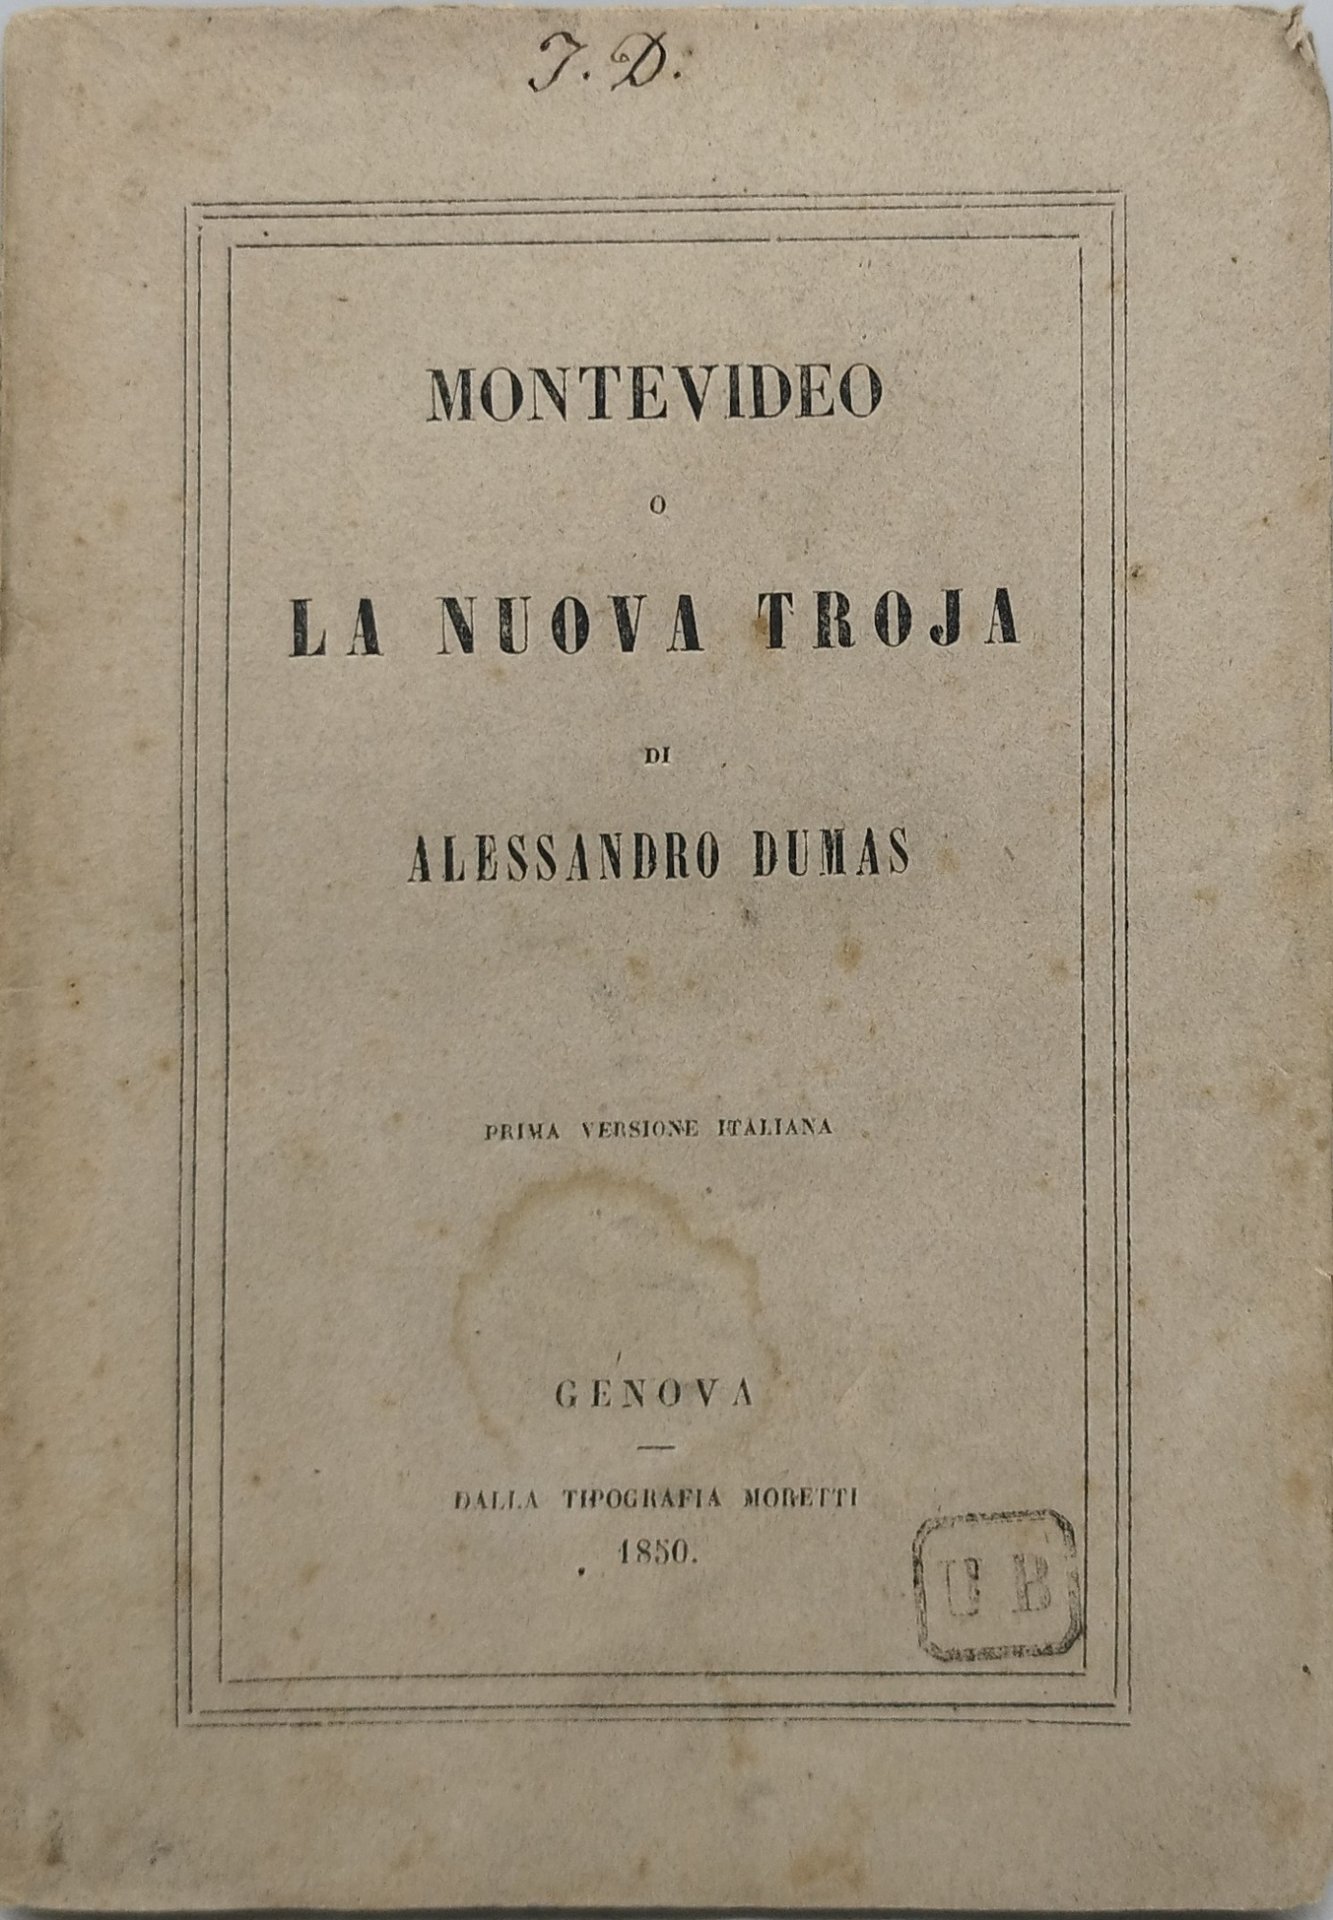 J. D.
MONTEVIDEO
O
LA NUOVA TROJA
DI
ALESSANDRO DUMAS
PRIMA VERSIONE ITALIANA
GENOVA
DALLA TIPOGRAFIA MORETTI
1850.